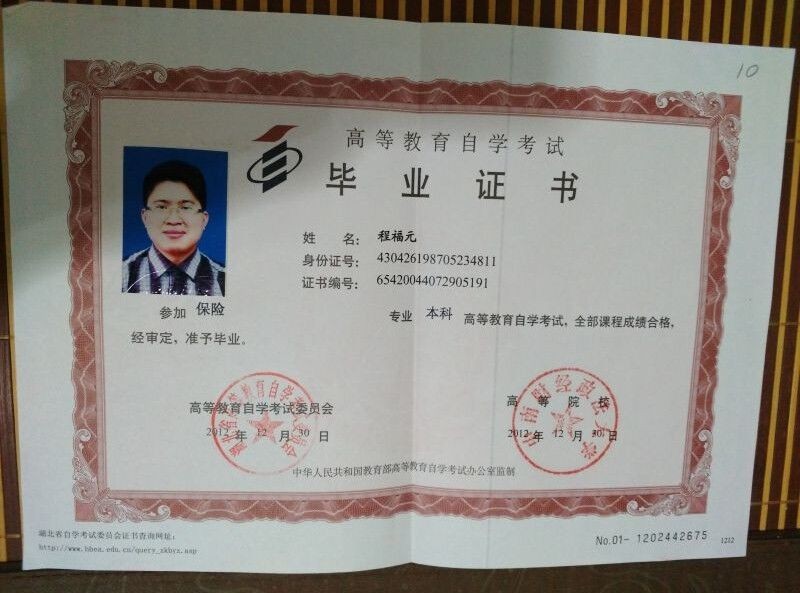 10
高等教育自学考试
毕业证书
姓 名： 程福元
身份证号： 430426198705234811
证书编号： 65420044072905191
参加 保险 专业 本科 高等教育自学考试，全部课程成绩合格，
经审定，准予毕业。
高等教育自学考试委员会
2012 年 12 月 30 日
高等院校
2012 年 12 月 30 日
中华人民共和国教育部高等教育自学考试办公室监制
湖北省自学考试委员会证书查询网址：
http://www.hbea.edu.cn/query_zkbyz.asp
No.01- 1202442675
1212